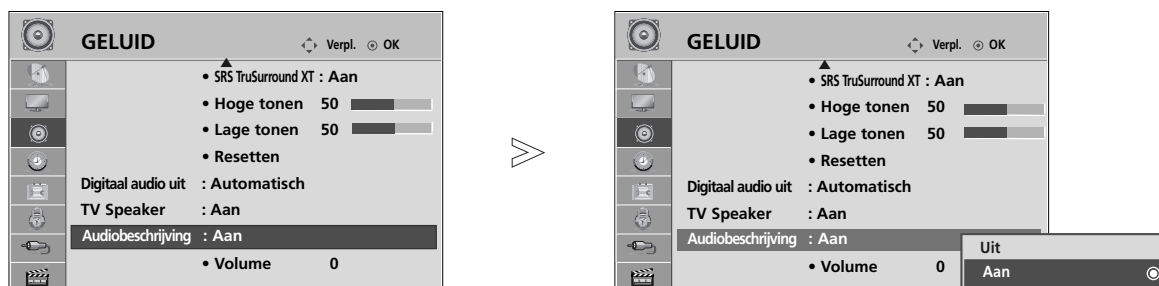 GELUID Verpl. OK
• SRS TruSurround XT : Aan
• Hoge tonen 50
• Lage tonen 50
• Resetten
Digitaal audio uit : Automatisch
TV Speaker : Aan
Audiobeschrijving : Aan
• Volume 0
GELUID Verpl. OK
• SRS TruSurround XT : Aan
• Hoge tonen 50
• Lage tonen 50
• Resetten
Digitaal audio uit : Automatisch
TV Speaker : Aan
Audiobeschrijving : Aan
• Volume 0
Uit
Aan